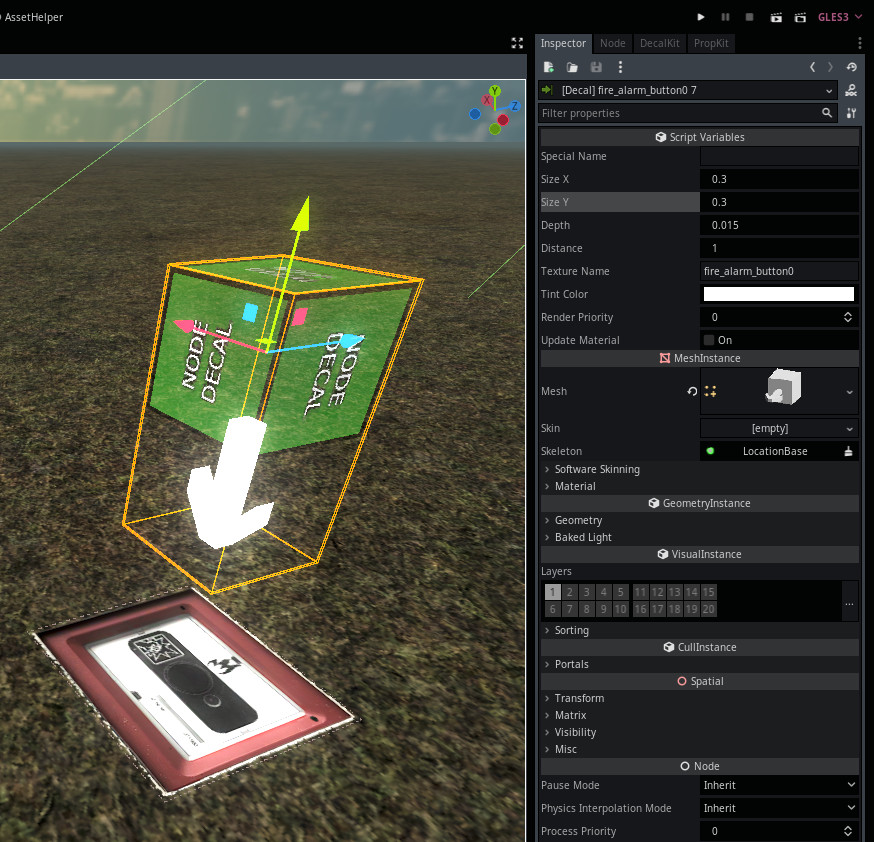 AssetHelper
GLES3
Inspector
Node
DecalKit
PropKit
[Decal] fire_alarm_button0 7
Filter properties
Script Variables
Special Name
Size X 0.3
Size Y 0.3
Depth 0.015
Distance 1
Texture Name fire_alarm_button0
Tint Color
Render Priority 0
Update Material On
MeshInstance
Mesh
Skin [empty]
Skeleton LocationBase
Software Skinning
Material
GeometryInstance
Geometry
Baked Light
VisualInstance
Layers
1 2 3 4 5 11 12 13 14 15
6 7 8 9 10 16 17 18 19 20
...
Sorting
CullInstance
Portals
Spatial
Transform
Matrix
Visibility
Misc
Node
Pause Mode Inherit
Physics Interpolation Mode Inherit
Process Priority 0
Y
X
Z
NODE
DECAL
NODE
DECAL